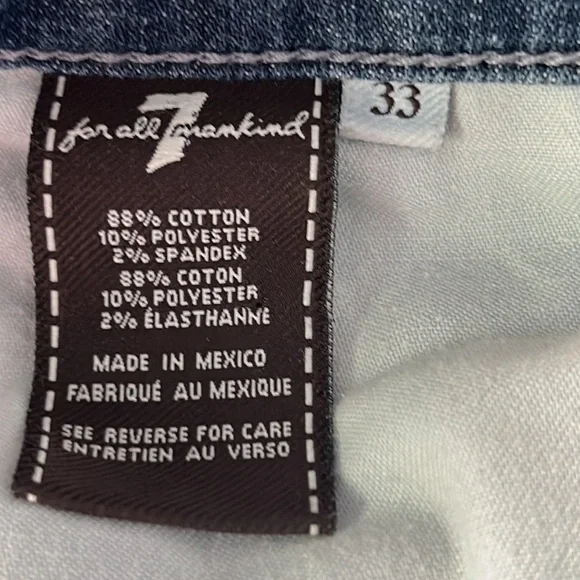 for all 7 mankind
33
88% COTTON
10% POLYESTER
2% SPANDEX
88% COTON
10% POLYESTER
2% ÉLASTHANNE
MADE IN MEXICO
FABRIQUÉ AU MEXIQUE
SEE REVERSE FOR CARE
ENTRETIEN AU VERSO